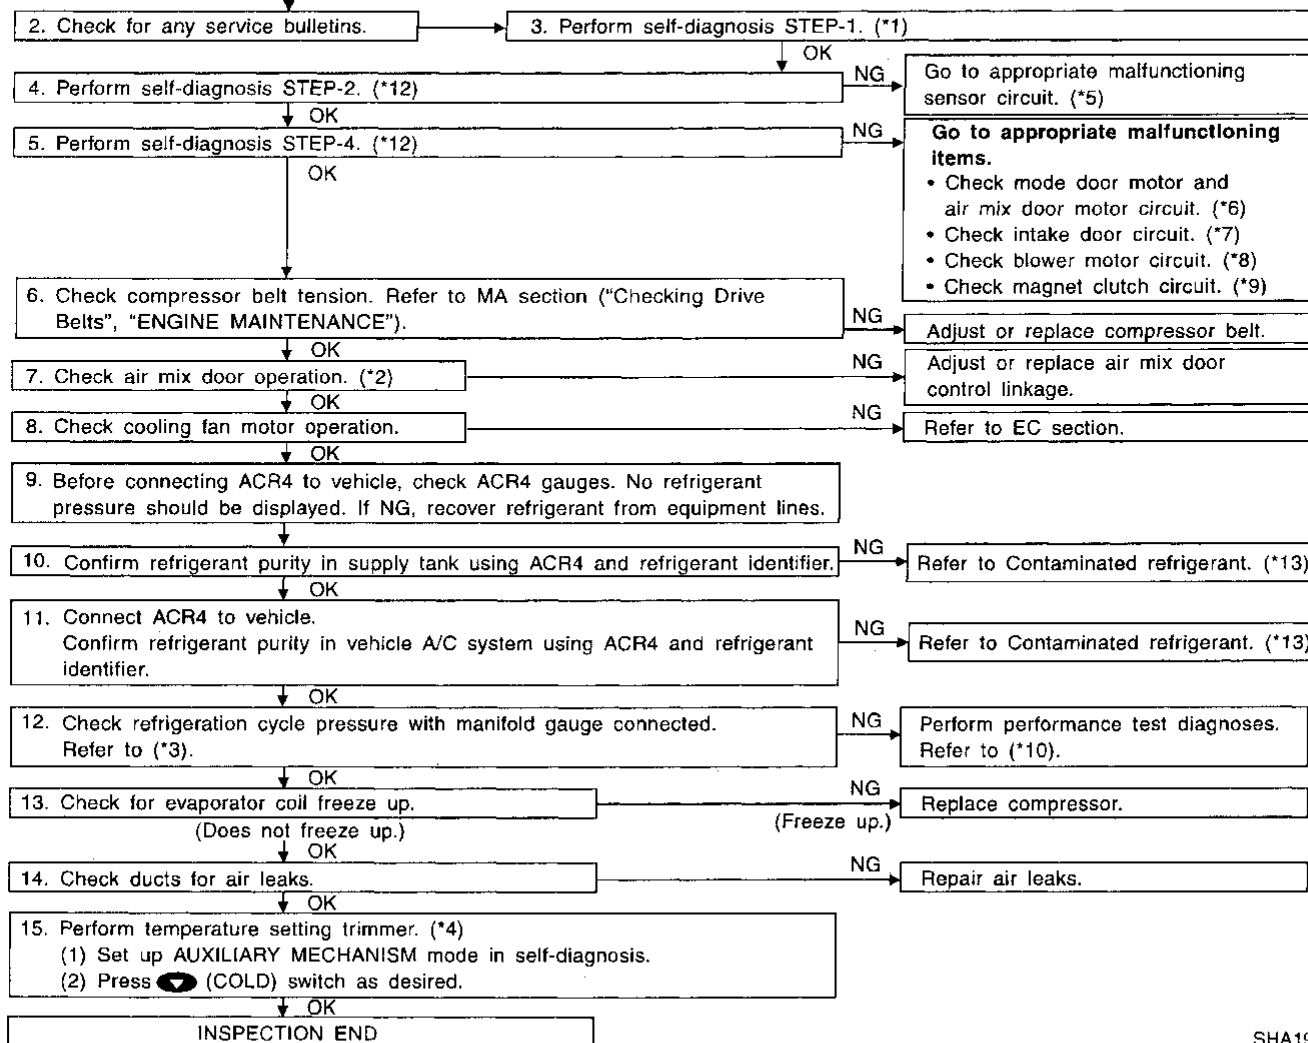 2. Check for any service bulletins.
3. Perform self-diagnosis STEP-1. (*1)
OK
4. Perform self-diagnosis STEP-2. (*12)
NG
Go to appropriate malfunctioning
sensor circuit. (*5)
OK
5. Perform self-diagnosis STEP-4. (*12)
NG
Go to appropriate malfunctioning
items.
• Check mode door motor and
air mix door motor circuit. (*6)
• Check intake door circuit. (*7)
• Check blower motor circuit. (*8)
• Check magnet clutch circuit. (*9)
OK
6. Check compressor belt tension. Refer to MA section ("Checking Drive
Belts", "ENGINE MAINTENANCE").
NG
Adjust or replace compressor belt.
OK
7. Check air mix door operation. (*2)
NG
Adjust or replace air mix door
control linkage.
OK
8. Check cooling fan motor operation.
NG
Refer to EC section.
OK
9. Before connecting ACR4 to vehicle, check ACR4 gauges. No refrigerant
pressure should be displayed. If NG, recover refrigerant from equipment lines.
10. Confirm refrigerant purity in supply tank using ACR4 and refrigerant identifier.
NG
Refer to Contaminated refrigerant. (*13)
OK
11. Connect ACR4 to vehicle.
Confirm refrigerant purity in vehicle A/C system using ACR4 and refrigerant
identifier.
NG
Refer to Contaminated refrigerant. (*13)
OK
12. Check refrigeration cycle pressure with manifold gauge connected.
Refer to (*3).
NG
Perform performance test diagnoses.
Refer to (*10).
OK
13. Check for evaporator coil freeze up.
NG
(Freeze up.)
Replace compressor.
(Does not freeze up.)
OK
14. Check ducts for air leaks.
NG
Repair air leaks.
OK
15. Perform temperature setting trimmer. (*4)
(1) Set up AUXILIARY MECHANISM mode in self-diagnosis.
(2) Press (COLD) switch as desired.
OK
INSPECTION END
SHA19